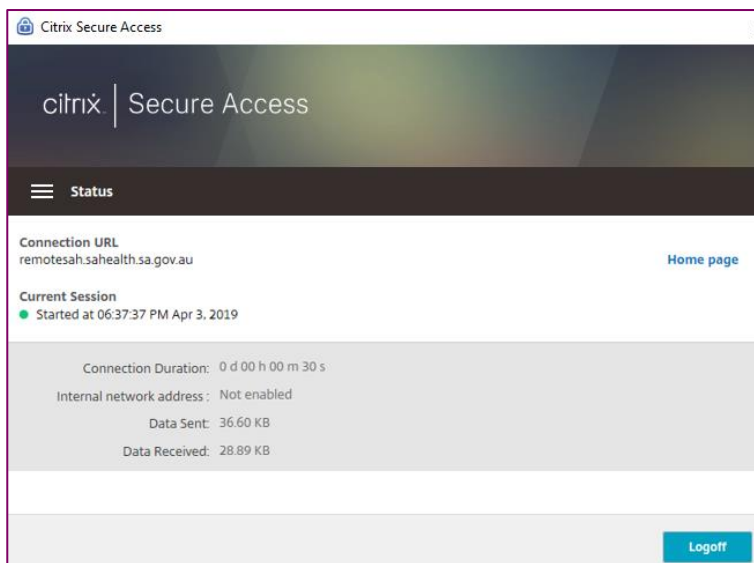 Citrix Secure Access
citrix. | Secure Access
Status
Connection URL
remotesah.sahealth.sa.gov.au
Home page
Current Session
Started at 06:37:37 PM Apr 3, 2019
Connection Duration: 0 d 00 h 00 m 30 s
Internal network address : Not enabled
Data Sent: 36.60 KB
Data Received: 28.89 KB
Logoff